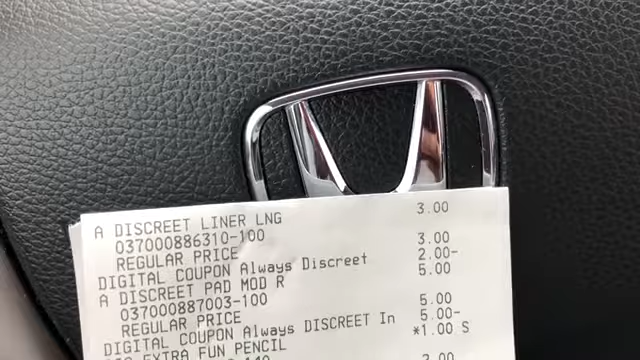 A DISCREET LINER LNG 3.00
037000886310-100
REGULAR PRICE 3.00
DIGITAL COUPON Always Discreet 2.00-
A DISCREET PAD MOD R 5.00
037000887003-100
REGULAR PRICE 5.00
DIGITAL COUPON Always DISCREET In 5.00-
EXTRA FUN PENCIL *1.00 S
2.00